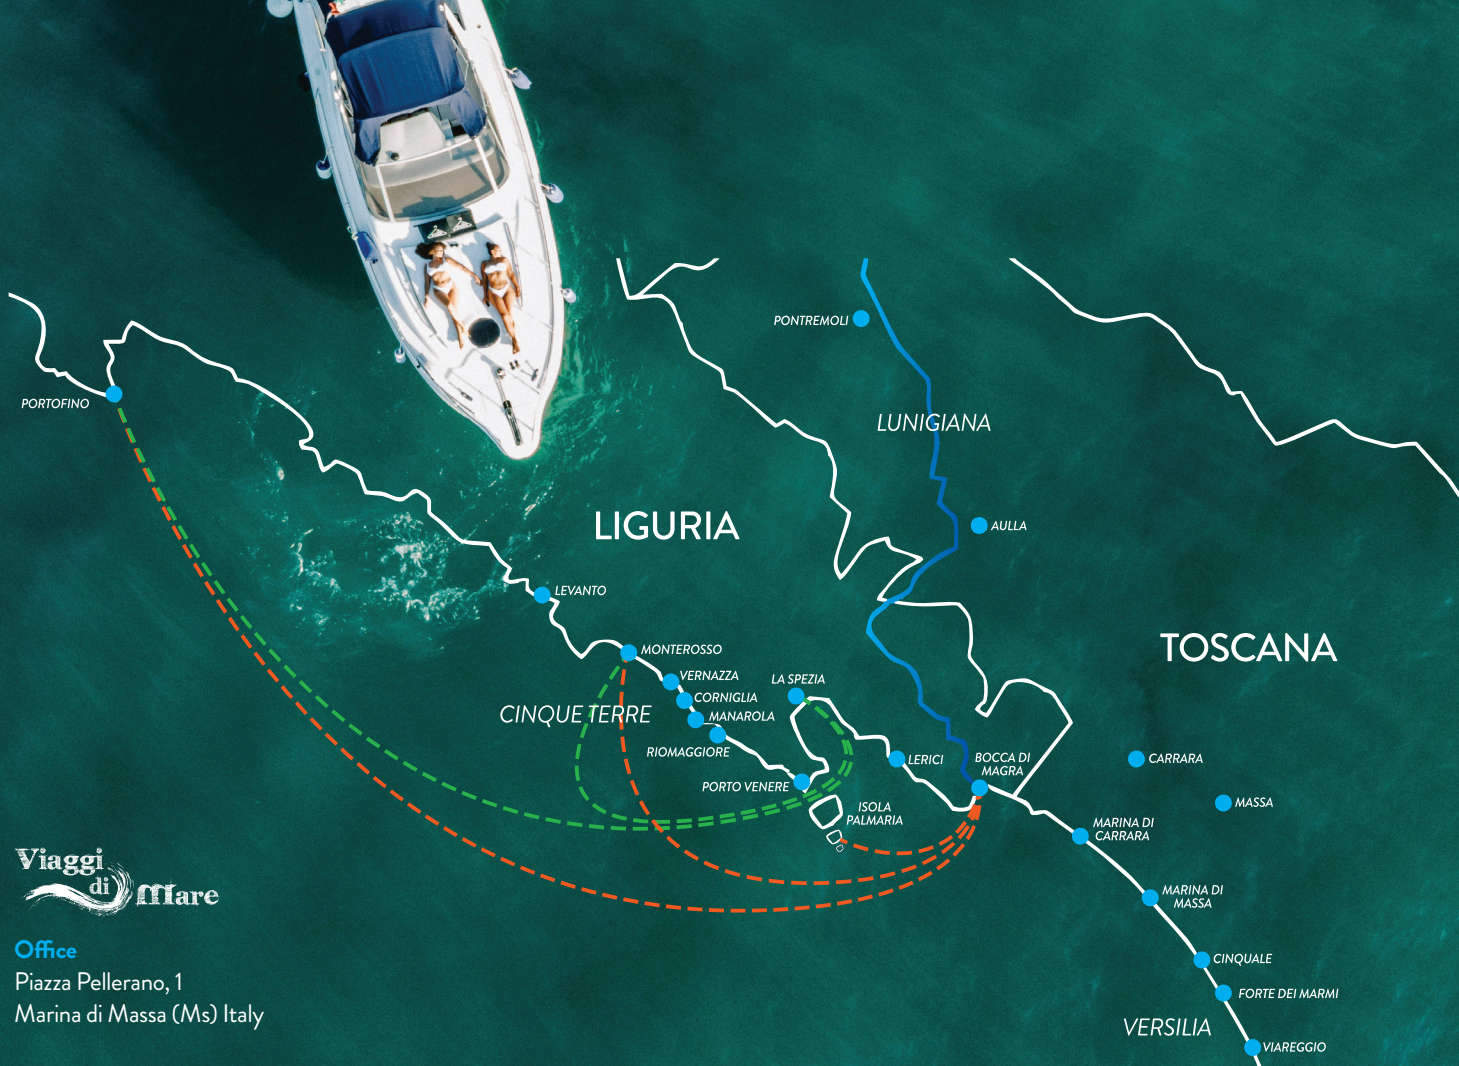 PONTREMOLI
PORTOFINO
LUNIGIANA
LIGURIA
AULLA
LEVANTO
TOSCANA
MONTEROSSO
VERNAZZA
LA SPEZIA
CORNIGLIA
CINQUE TERRE
MANAROLA
RIOMAGGIORE
LERICI
BOCCA DI
MAGRA
CARRARA
PORTO VENERE
ISOLA
PALMARIA
MASSA
MARINA DI
CARRARA
MARINA DI
MASSA
Viaggi
di Mare
Office
Piazza Pellerano, 1
Marina di Massa (Ms) Italy
CINQUALE
FORTE DEI MARMI
VERSILIA
VIAREGGIO